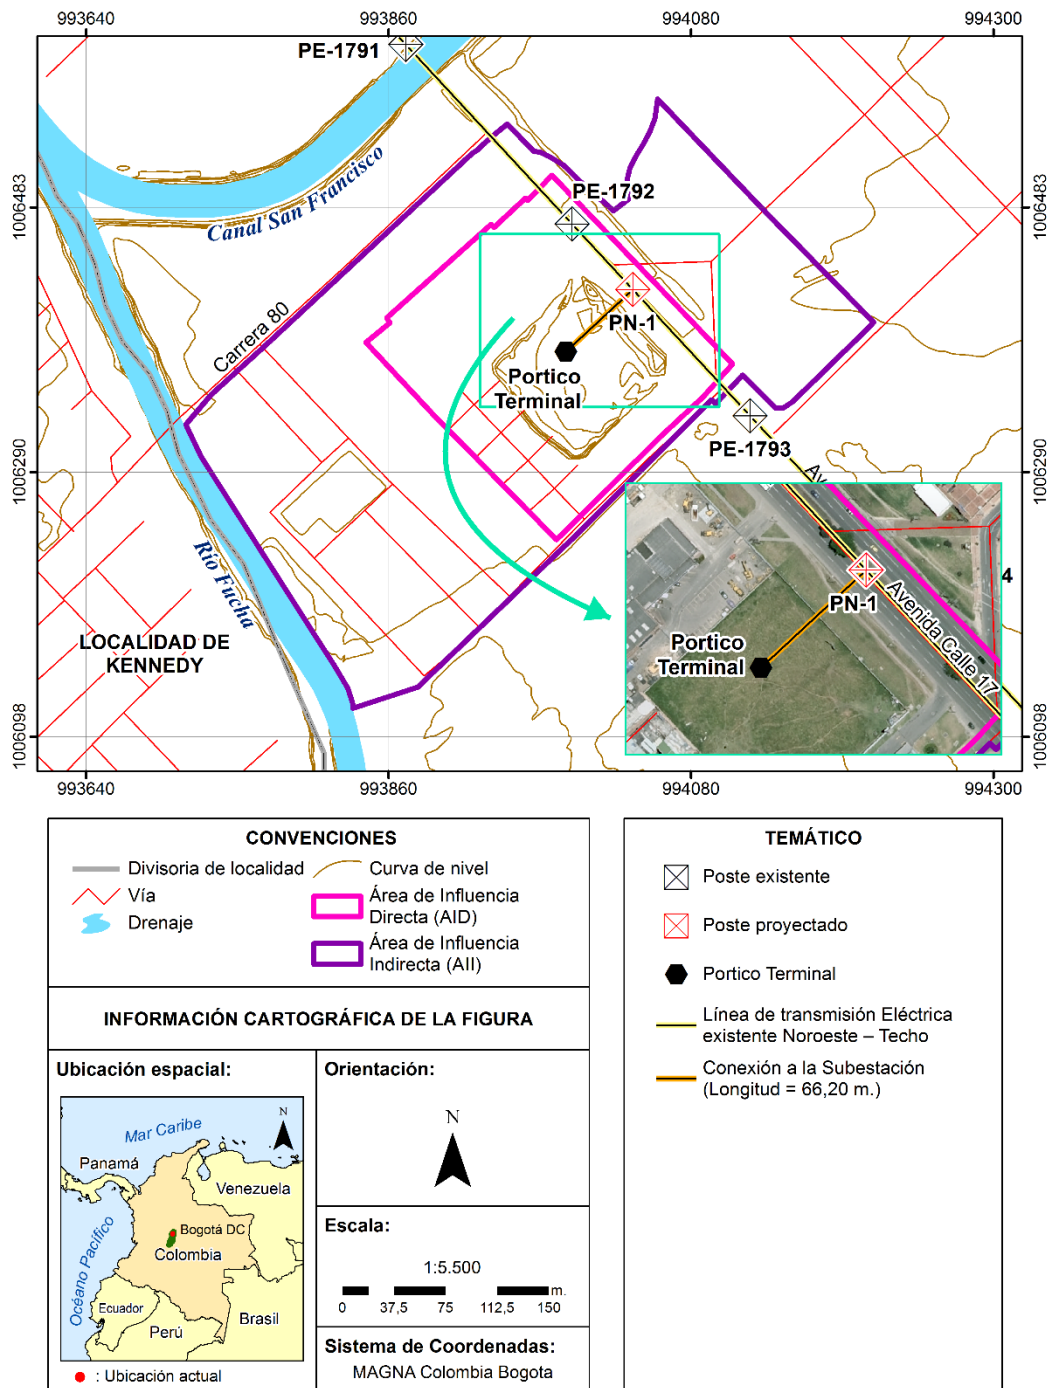 993640
993860
994080
994300
PE-1791
1006483
1006483
Canal San Francisco
PE-1792
Carrera 80
PN-1
Portico
Terminal
PE-1793
1006290
1006290
Av
Río Fucha
4
PN-1
Portico
Terminal
Avenida Calle 17
LOCALIDAD DE
KENNEDY
1006098
1006098
993640
993860
994080
994300
CONVENCIONES
Divisoria de localidad
Vía
Drenaje
Curva de nivel
Área de Influencia
Directa (AID)
Área de Influencia
Indirecta (AII)
INFORMACIÓN CARTOGRÁFICA DE LA FIGURA
Ubicación espacial:
N
Mar Caribe
Panamá
Venezuela
Océano Pacífico
Bogotá DC
Colombia
Ecuador
Perú
Brasil
: Ubicación actual
Orientación:
N
Escala:
1:5.500
m.
0 37,5 75 112,5 150
Sistema de Coordenadas:
MAGNA Colombia Bogota
TEMÁTICO
Poste existente
Poste proyectado
Portico Terminal
Línea de transmisión Eléctrica
existente Noroeste – Techo
Conexión a la Subestación
(Longitud = 66,20 m.)